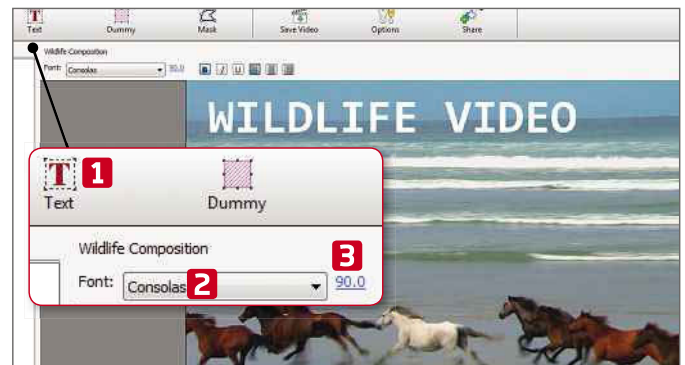 Text Dummy Mask Save Video Options Share
Wildlife Composition
Font: Consolas 90.0 B I U
WILDLIFE VIDEO
T 1
Text Dummy
Wildlife Composition
3
Font: Consolas 2 90.0